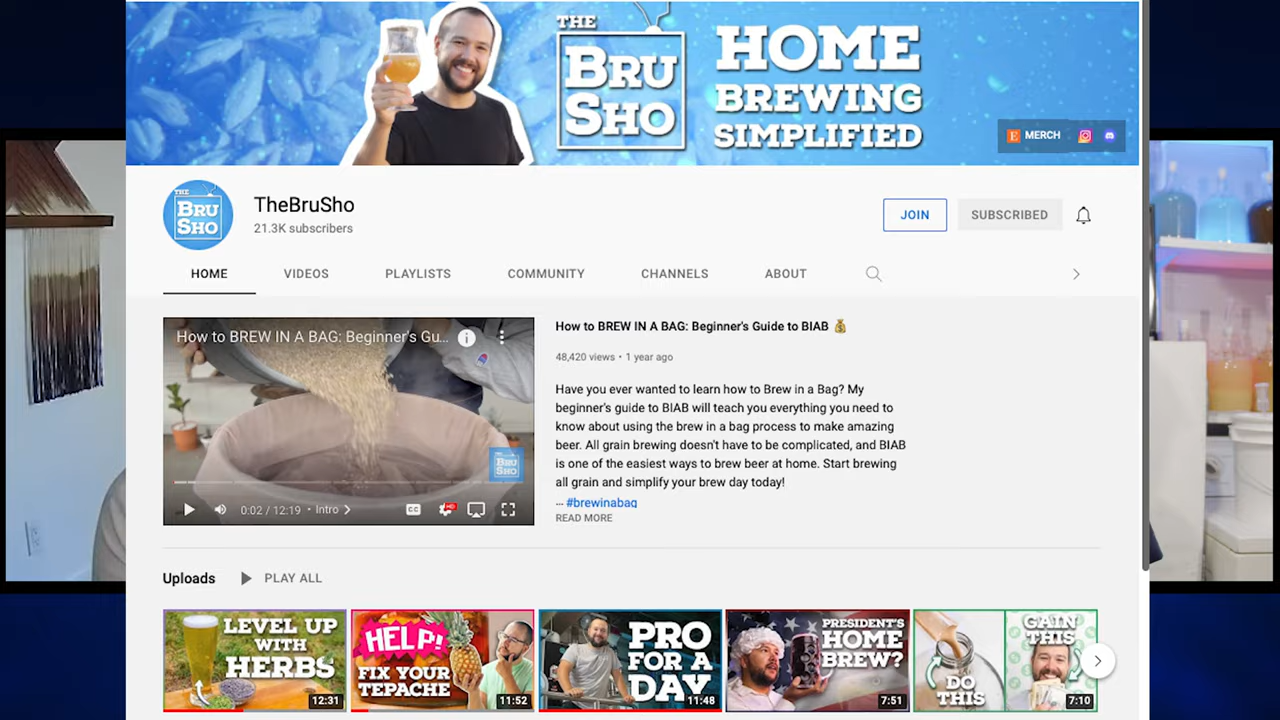 THE
BRU
SHO
HOME
BREWING
SIMPLIFIED
MERCH
THE
BRU
SHO
TheBruSho
21.3K subscribers
JOIN
SUBSCRIBED
HOME
VIDEOS
PLAYLISTS
COMMUNITY
CHANNELS
ABOUT
How to BREW IN A BAG: Beginner's Gu...
BRU
SHO
0:02 / 12:19 • Intro
CC
HD
How to BREW IN A BAG: Beginner's Guide to BIAB 💰
48,420 views • 1 year ago
Have you ever wanted to learn how to Brew in a Bag? My
beginner's guide to BIAB will teach you everything you need to
know about using the brew in a bag process to make amazing
beer. All grain brewing doesn't have to be complicated, and BIAB
is one of the easiest ways to brew beer at home. Start brewing
all grain and simplify your brew day today!
... #brewinabag
READ MORE
Uploads
PLAY ALL
LEVEL UP
WITH
HERBS
12:31
HELP!
FIX YOUR
TEPACHE
11:52
PRO
FOR A
DAY
11:48
PRESIDENT'S
HOME
BREW?
7:51
DO
THIS
GAIN
THIS
7:10